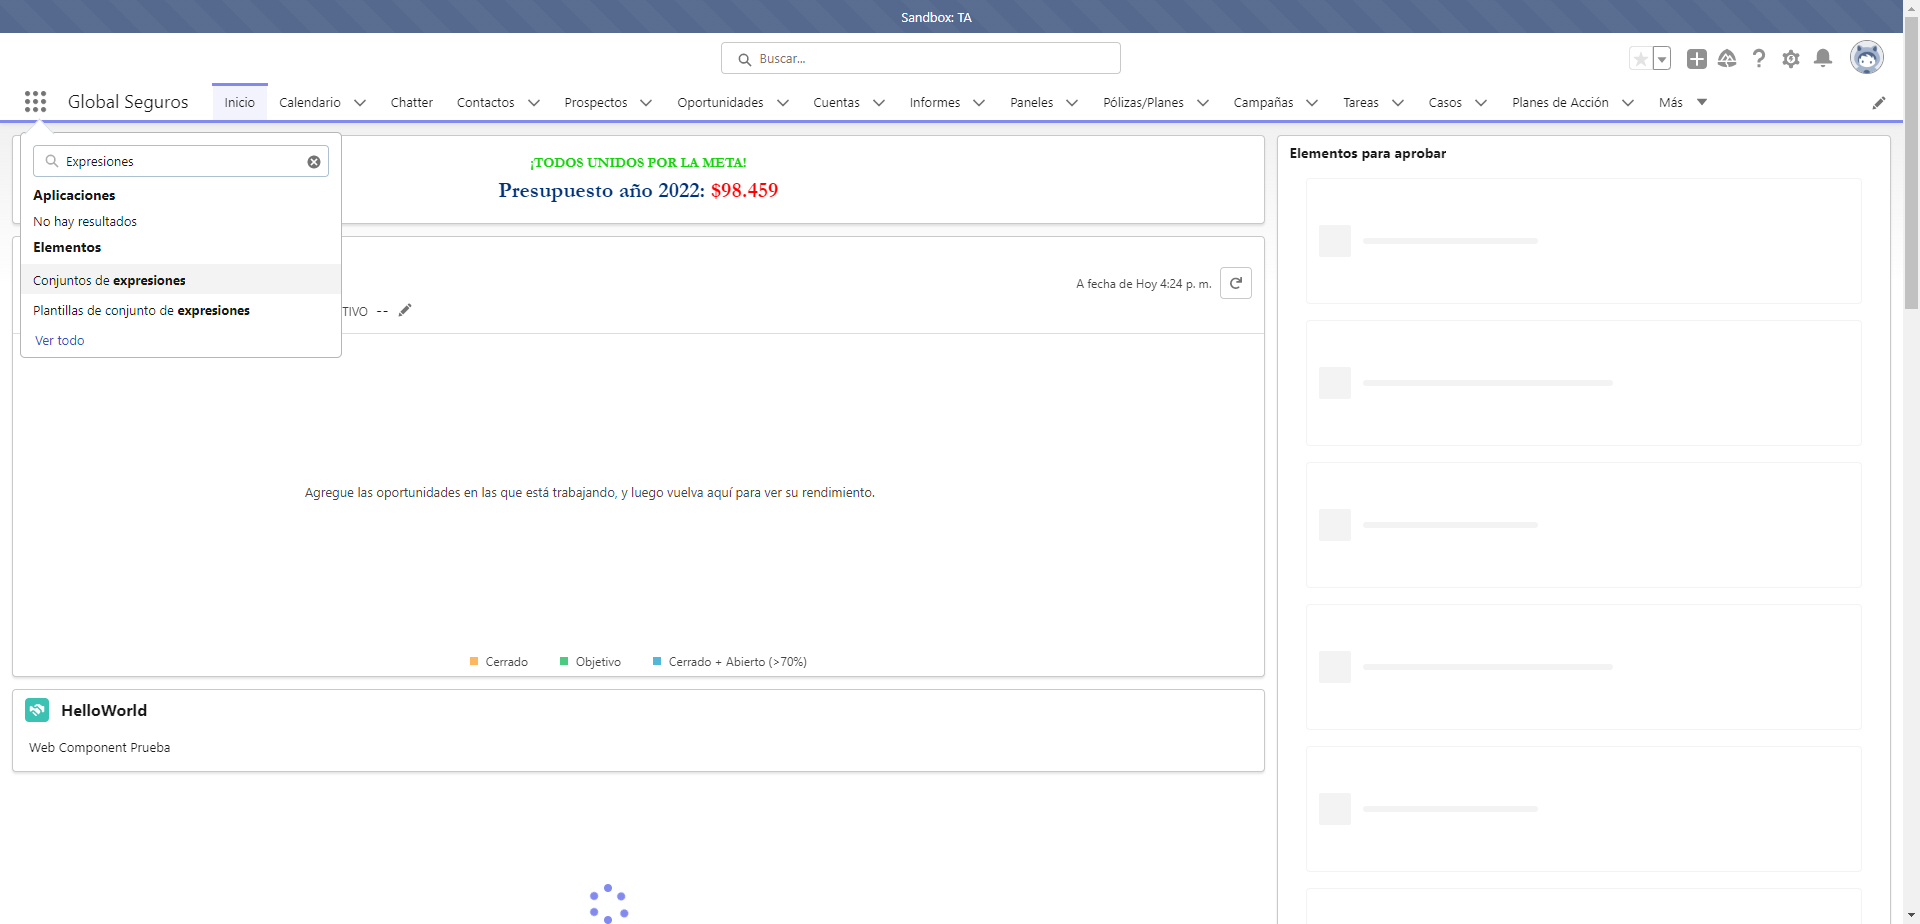 Sandbox: TA
Buscar...
Global Seguros
Inicio
Calendario
Chatter
Contactos
Prospectos
Oportunidades
Cuentas
Informes
Paneles
Pólizas/Planes
Campañas
Tareas
Casos
Planes de Acción
Más
Expresiones
Aplicaciones
No hay resultados
Elementos
Conjuntos de expresiones
Plantillas de conjunto de expresiones
Ver todo
¡TODOS UNIDOS POR LA META!
Presupuesto año 2022: $98.459
A fecha de Hoy 4:24 p. m.
TIVO --
Agregue las oportunidades en las que está trabajando, y luego vuelva aquí para ver su rendimiento.
Cerrado
Objetivo
Cerrado + Abierto (>70%)
HelloWorld
Web Component Prueba
Elementos para aprobar